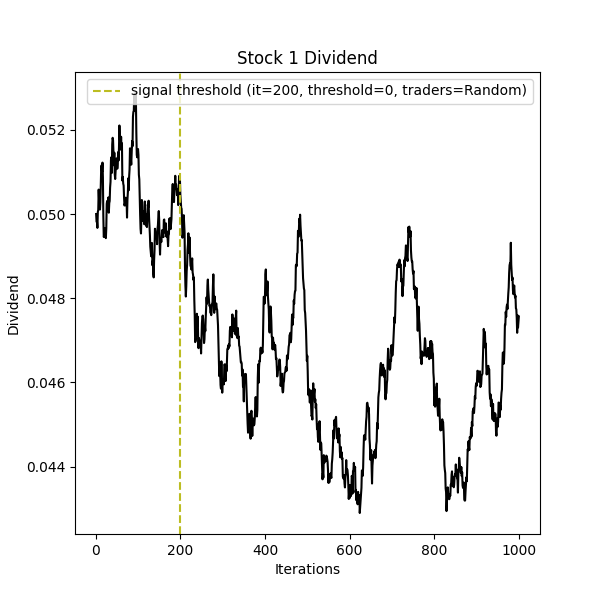 Stock 1 Dividend
signal threshold (it=200, threshold=0, traders=Random)
Dividend
0.052
0.050
0.048
0.046
0.044
0 200 400 600 800 1000
Iterations